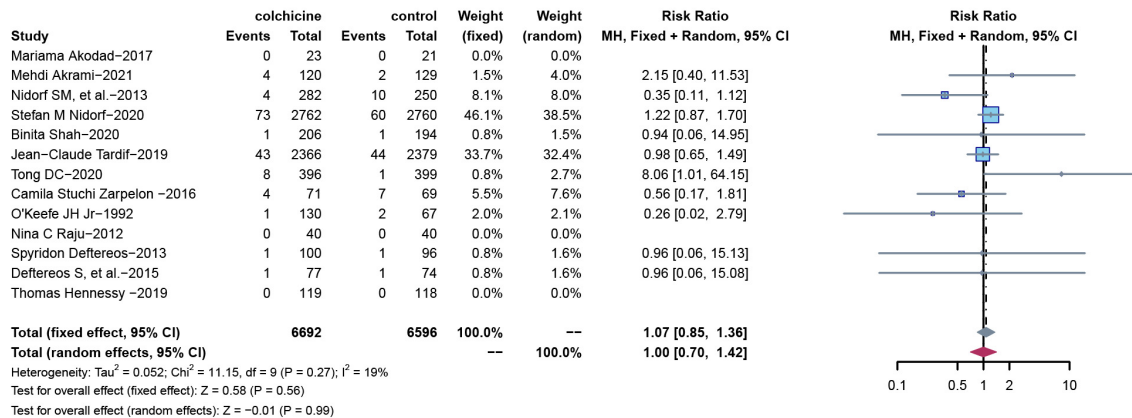 colchicine control Weight Weight Risk Ratio Risk Ratio
Study Events Total Events Total (fixed) (random) MH, Fixed + Random, 95% CI MH, Fixed + Random, 95% CI
Mariama Akodad−2017 0 23 0 21 0.0% 0.0%
Mehdi Akrami−2021 4 120 2 129 1.5% 4.0% 2.15 [0.40, 11.53]
Nidorf SM, et al.−2013 4 282 10 250 8.1% 8.0% 0.35 [0.11, 1.12]
Stefan M Nidorf−2020 73 2762 60 2760 46.1% 38.5% 1.22 [0.87, 1.70]
Binita Shah−2020 1 206 1 194 0.8% 1.5% 0.94 [0.06, 14.95]
Jean−Claude Tardif−2019 43 2366 44 2379 33.7% 32.4% 0.98 [0.65, 1.49]
Tong DC−2020 8 396 1 399 0.8% 2.7% 8.06 [1.01, 64.15]
Camila Stuchi Zarpelon −2016 4 71 7 69 5.5% 7.6% 0.56 [0.17, 1.81]
O'Keefe JH Jr−1992 1 130 2 67 2.0% 2.1% 0.26 [0.02, 2.79]
Nina C Raju−2012 0 40 0 40 0.0% 0.0%
Spyridon Deftereos−2013 1 100 1 96 0.8% 1.6% 0.96 [0.06, 15.13]
Deftereos S, et al.−2015 1 77 1 74 0.8% 1.6% 0.96 [0.06, 15.08]
Thomas Hennessy −2019 0 119 0 118 0.0% 0.0%
Total (fixed effect, 95% CI) 6692 6596 100.0% −− 1.07 [0.85, 1.36]
Total (random effects, 95% CI) −− 100.0% 1.00 [0.70, 1.42]
Heterogeneity: Tau² = 0.052; Chi² = 11.15, df = 9 (P = 0.27); I² = 19%
Test for overall effect (fixed effect): Z = 0.58 (P = 0.56)
Test for overall effect (random effects): Z = −0.01 (P = 0.99)
0.1 0.5 1 2 10